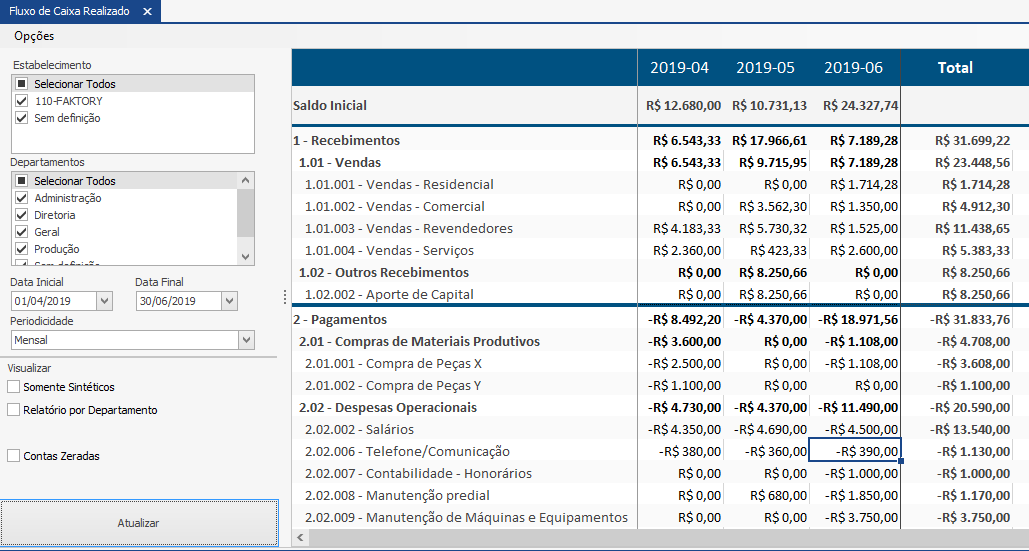 Fluxo de Caixa Realizado
Opções
Estabelecimento
Selecionar Todos
110-FAKTORY
Sem definição
Departamentos
Selecionar Todos
Administração
Diretoria
Geral
Produção
Sem definição
Data Inicial Data Final
01/04/2019 30/06/2019
Periodicidade
Mensal
Visualizar
Somente Sintéticos
Relatório por Departamento
Contas Zeradas
Atualizar
2019-04 2019-05 2019-06 Total
Saldo Inicial R$ 12.680,00 R$ 10.731,13 R$ 24.327,74
1 - Recebimentos R$ 6.543,33 R$ 17.966,61 R$ 7.189,28 R$ 31.699,22
1.01 - Vendas R$ 6.543,33 R$ 9.715,95 R$ 7.189,28 R$ 23.448,56
1.01.001 - Vendas - Residencial R$ 0,00 R$ 0,00 R$ 1.714,28 R$ 1.714,28
1.01.002 - Vendas - Comercial R$ 0,00 R$ 3.562,30 R$ 1.350,00 R$ 4.912,30
1.01.003 - Vendas - Revendedores R$ 4.183,33 R$ 5.730,32 R$ 1.525,00 R$ 11.438,65
1.01.004 - Vendas - Serviços R$ 2.360,00 R$ 423,33 R$ 2.600,00 R$ 5.383,33
1.02 - Outros Recebimentos R$ 0,00 R$ 8.250,66 R$ 0,00 R$ 8.250,66
1.02.002 - Aporte de Capital R$ 0,00 R$ 8.250,66 R$ 0,00 R$ 8.250,66
2 - Pagamentos -R$ 8.492,20 -R$ 4.370,00 -R$ 18.971,56 -R$ 31.833,76
2.01 - Compras de Materiais Produtivos -R$ 3.600,00 R$ 0,00 -R$ 1.108,00 -R$ 4.708,00
2.01.001 - Compra de Peças X -R$ 2.500,00 R$ 0,00 -R$ 1.108,00 -R$ 3.608,00
2.01.002 - Compra de Peças Y -R$ 1.100,00 R$ 0,00 R$ 0,00 -R$ 1.100,00
2.02 - Despesas Operacionais -R$ 4.730,00 -R$ 4.370,00 -R$ 11.490,00 -R$ 20.590,00
2.02.002 - Salários -R$ 4.350,00 -R$ 4.690,00 -R$ 4.500,00 -R$ 13.540,00
2.02.006 - Telefone/Comunicação -R$ 380,00 -R$ 360,00 -R$ 390,00 -R$ 1.130,00
2.02.007 - Contabilidade - Honorários R$ 0,00 R$ 0,00 -R$ 1.000,00 -R$ 1.000,00
2.02.008 - Manutenção predial R$ 0,00 R$ 680,00 -R$ 1.850,00 -R$ 1.170,00
2.02.009 - Manutenção de Máquinas e Equipamentos R$ 0,00 R$ 0,00 -R$ 3.750,00 -R$ 3.750,00